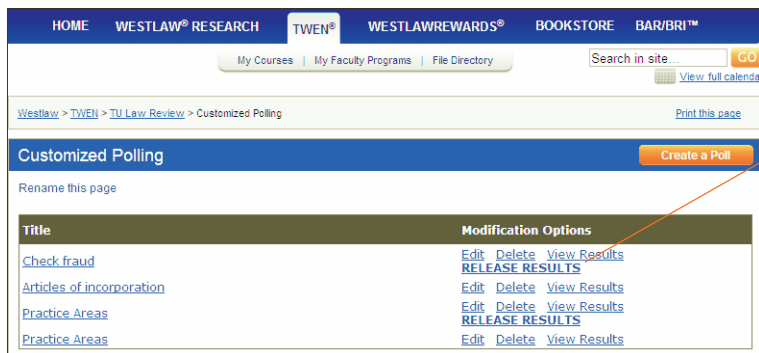 HOME WESTLAW® RESEARCH TWEN® WESTLAWREWARDS® BOOKSTORE BAR/BRI™
My Courses | My Faculty Programs | File Directory
Search in site... GO
View full calenda
Westlaw > TWEN > TU Law Review > Customized Polling
Print this page
Customized Polling
Create a Poll
Rename this page
Title Modification Options
Check fraud Edit Delete View Results
RELEASE RESULTS
Articles of incorporation Edit Delete View Results
Practice Areas Edit Delete View Results
RELEASE RESULTS
Practice Areas Edit Delete View Results